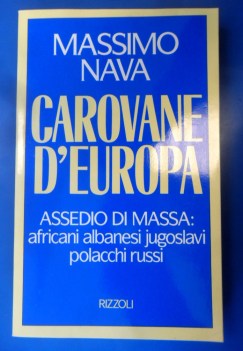 MASSIMO
NAVA
CAROVANE
D'EUROPA
ASSEDIO DI MASSA:
africani albanesi jugoslavi
polacchi russi
RIZZOLI